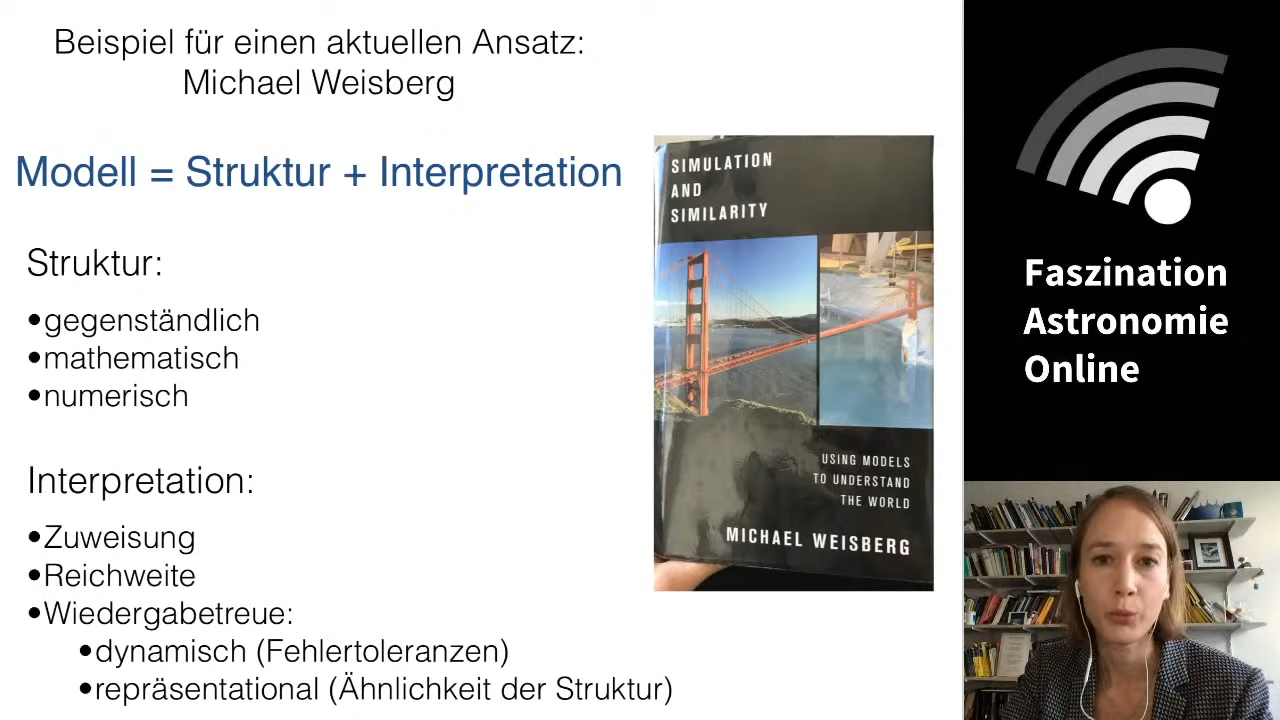 Beispiel für einen aktuellen Ansatz:
Michael Weisberg
Modell = Struktur + Interpretation
Struktur:
•gegenständlich
•mathematisch
•numerisch
Interpretation:
•Zuweisung
•Reichweite
•Wiedergabetreue:
•dynamisch (Fehlertoleranzen)
•repräsentational (Ähnlichkeit der Struktur)
SIMULATION
AND
SIMILARITY
USING MODELS
TO UNDERSTAND
THE WORLD
MICHAEL WEISBERG
Faszination
Astronomie
Online